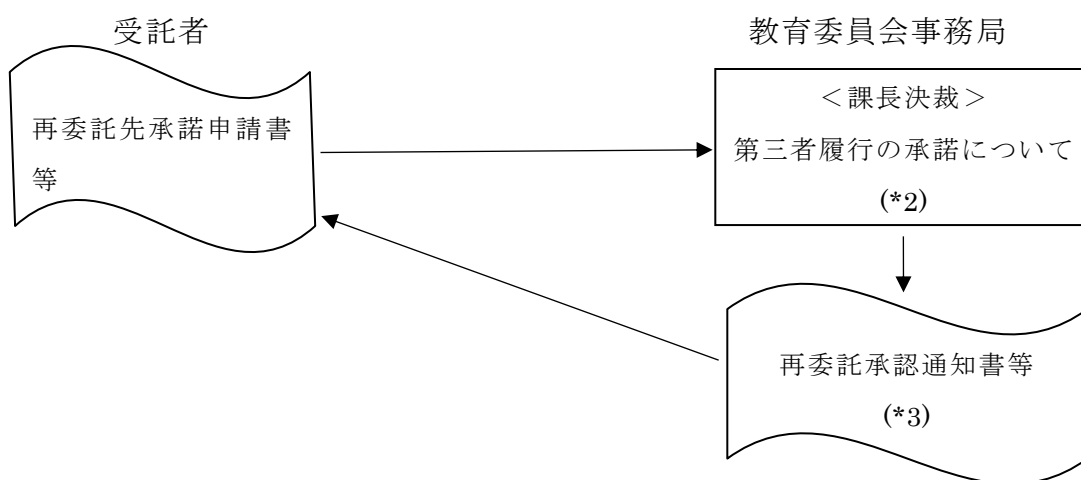 受託者
教育委員会事務局
再委託先承諾申請書
等
＜課長決裁＞
第三者履行の承諾について
(*2)
再委託承認通知書等
(*3)